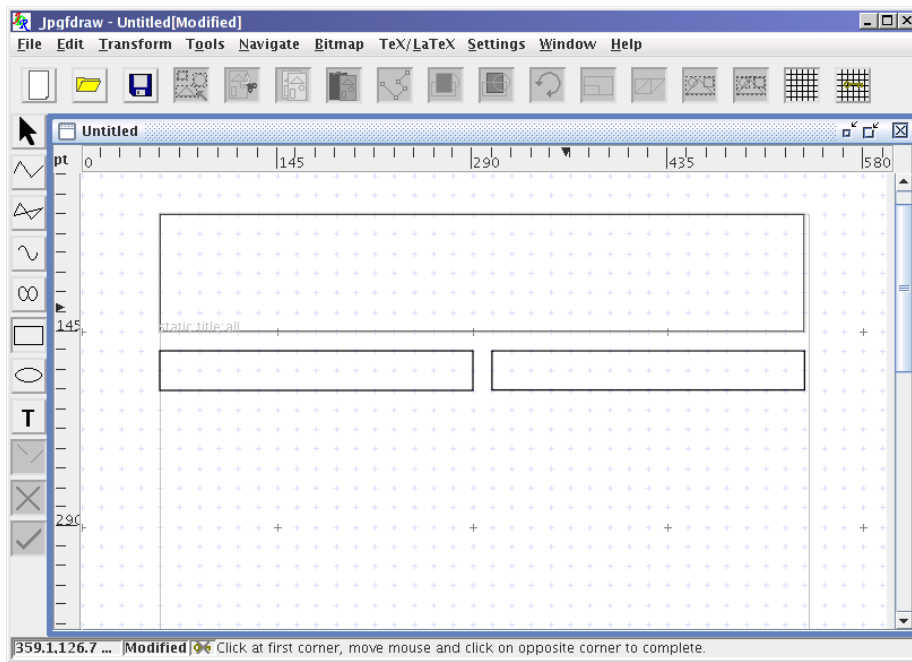 Jpgfdraw - Untitled[Modified]
File Edit Transform Tools Navigate Bitmap TeX/LaTeX Settings Window Help
Untitled
pt 0 145 290 435 580
static:title:all
145
290
T
359.1,126.7 ... Modified Click at first corner, move mouse and click on opposite corner to complete.